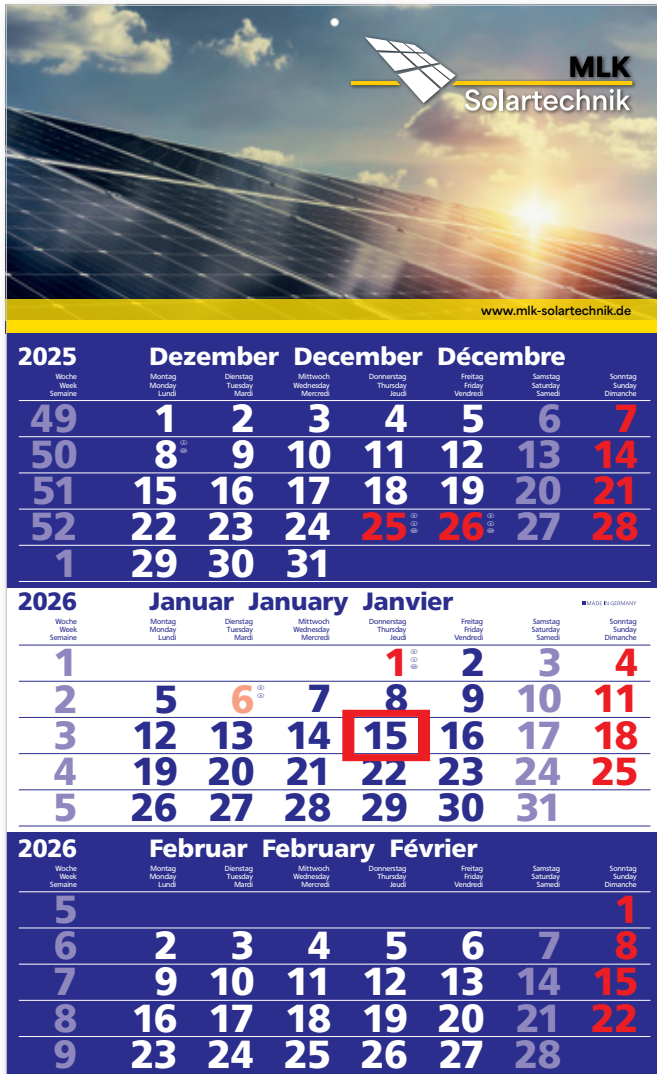 MLK
Solartechnik
www.mlk-solartechnik.de
2025 Dezember December Décembre
Woche Montag Dienstag Mittwoch Donnerstag Freitag Samstag Sonntag
Week Monday Tuesday Wednesday Thursday Friday Saturday Sunday
Semaine Lundi Mardi Mercredi Jeudi Vendredi Samedi Dimanche
49 1 2 3 4 5 6 7
50 8 9 10 11 12 13 14
51 15 16 17 18 19 20 21
52 22 23 24 25 26 27 28
1 29 30 31
2026 Januar January Janvier MADE IN GERMANY
Woche Montag Dienstag Mittwoch Donnerstag Freitag Samstag Sonntag
Week Monday Tuesday Wednesday Thursday Friday Saturday Sunday
Semaine Lundi Mardi Mercredi Jeudi Vendredi Samedi Dimanche
1 1 2 3 4
2 5 6 7 8 9 10 11
3 12 13 14 15 16 17 18
4 19 20 21 22 23 24 25
5 26 27 28 29 30 31
2026 Februar February Février
Woche Montag Dienstag Mittwoch Donnerstag Freitag Samstag Sonntag
Week Monday Tuesday Wednesday Thursday Friday Saturday Sunday
Semaine Lundi Mardi Mercredi Jeudi Vendredi Samedi Dimanche
5 1
6 2 3 4 5 6 7 8
7 9 10 11 12 13 14 15
8 16 17 18 19 20 21 22
9 23 24 25 26 27 28